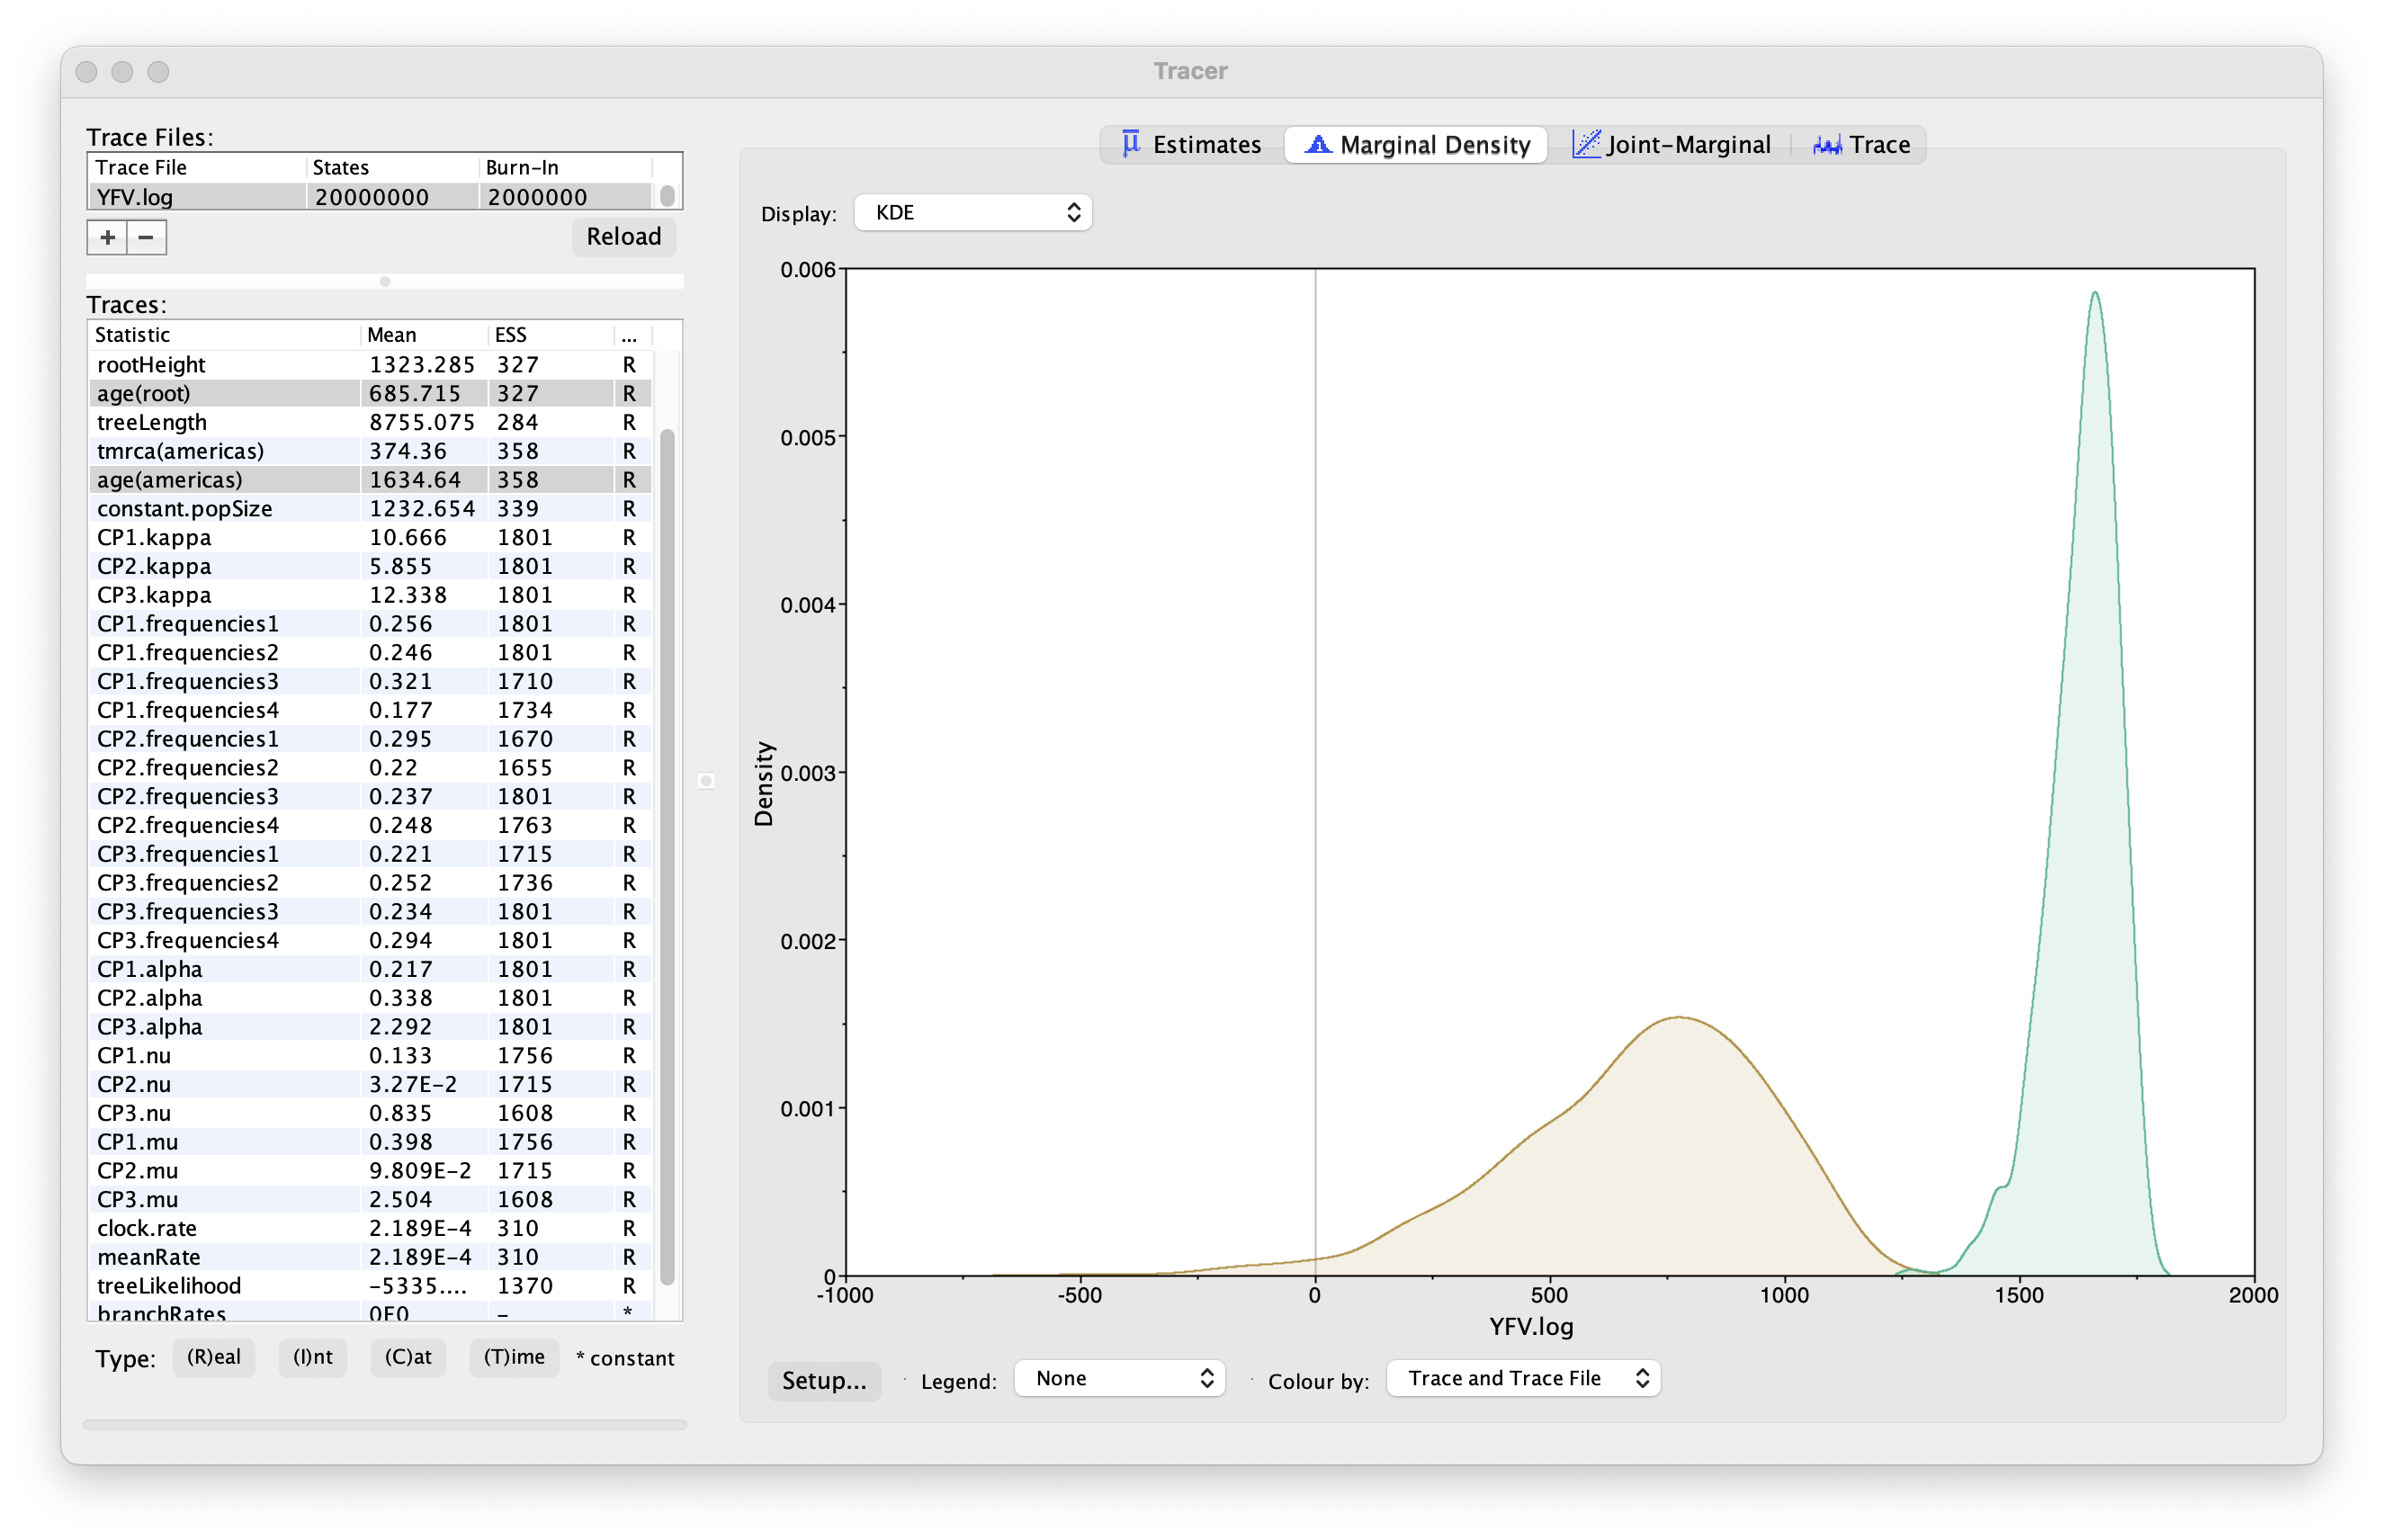 Tracer
Trace Files:
Trace File States Burn-In
YFV.log 20000000 2000000
+ − Reload
Traces:
Statistic Mean ESS ...
rootHeight 1323.285 327 R
age(root) 685.715 327 R
treeLength 8755.075 284 R
tmrca(americas) 374.36 358 R
age(americas) 1634.64 358 R
constant.popSize 1232.654 339 R
CP1.kappa 10.666 1801 R
CP2.kappa 5.855 1801 R
CP3.kappa 12.338 1801 R
CP1.frequencies1 0.256 1801 R
CP1.frequencies2 0.246 1801 R
CP1.frequencies3 0.321 1710 R
CP1.frequencies4 0.177 1734 R
CP2.frequencies1 0.295 1670 R
CP2.frequencies2 0.22 1655 R
CP2.frequencies3 0.237 1801 R
CP2.frequencies4 0.248 1763 R
CP3.frequencies1 0.221 1715 R
CP3.frequencies2 0.252 1736 R
CP3.frequencies3 0.234 1801 R
CP3.frequencies4 0.294 1801 R
CP1.alpha 0.217 1801 R
CP2.alpha 0.338 1801 R
CP3.alpha 2.292 1801 R
CP1.nu 0.133 1756 R
CP2.nu 3.27E-2 1715 R
CP3.nu 0.835 1608 R
CP1.mu 0.398 1756 R
CP2.mu 9.809E-2 1715 R
CP3.mu 2.504 1608 R
clock.rate 2.189E-4 310 R
meanRate 2.189E-4 310 R
treeLikelihood -5335.... 1370 R
branchRates 0E0 - *
Type: (R)eal (I)nt (C)at (T)ime * constant
μ Estimates Marginal Density Joint-Marginal Trace
Display: KDE
0.006
0.005
0.004
0.003
0.002
0.001
0
Density
-1000 -500 0 500 1000 1500 2000
YFV.log
Setup... Legend: None Colour by: Trace and Trace File